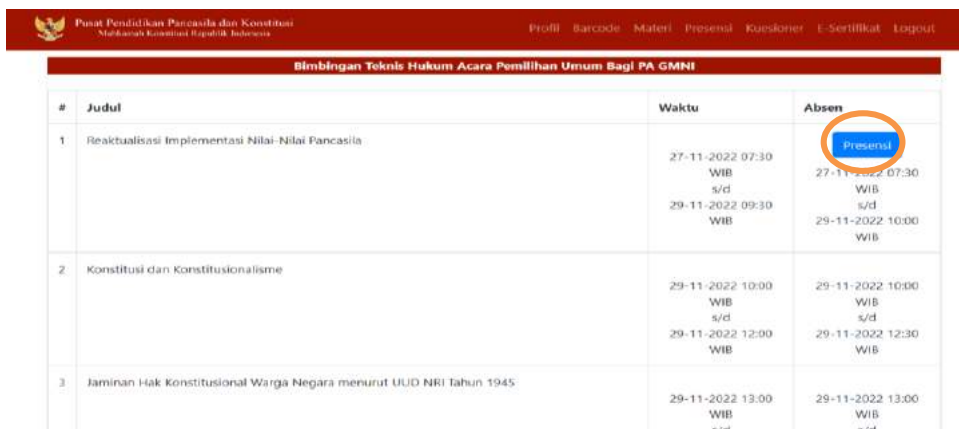 Pusat Pendidikan Pancasila dan Konstitusi
Mahkamah Konstitusi Republik Indonesia
Profil Barcode Materi Presensi Kuesioner E-Sertifikat Logout
Bimbingan Teknis Hukum Acara Pemilihan Umum Bagi PA GMNI
# Judul Waktu Absen
1 Reaktualisasi Implementasi Nilai-Nilai Pancasila
27-11-2022 07:30
WIB
s/d
29-11-2022 09:30
WIB
Presensi
27-11-2022 07:30
WIB
s/d
29-11-2022 10:00
WIB
2 Konstitusi dan Konstitusionalisme
29-11-2022 10:00
WIB
s/d
29-11-2022 12:00
WIB
29-11-2022 10:00
WIB
s/d
29-11-2022 12:30
WIB
3 Jaminan Hak Konstitusional Warga Negara menurut UUD NRI Tahun 1945
29-11-2022 13:00
WIB
29-11-2022 13:00
WIB